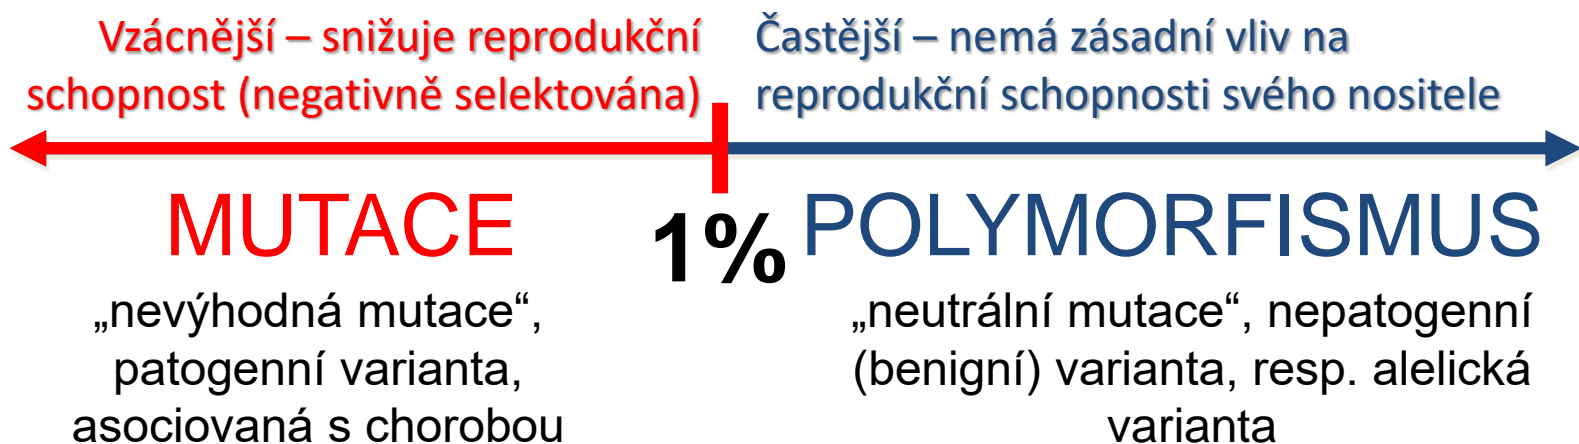 Vzácnější – snižuje reprodukční
schopnost (negativně selektována)
Častější – nemá zásadní vliv na
reprodukční schopnosti svého nositele
MUTACE
1%
POLYMORFISMUS
„nevýhodná mutace“,
patogenní varianta,
asociovaná s chorobou
„neutrální mutace“, nepatogenní
(benigní) varianta, resp. alelická
varianta